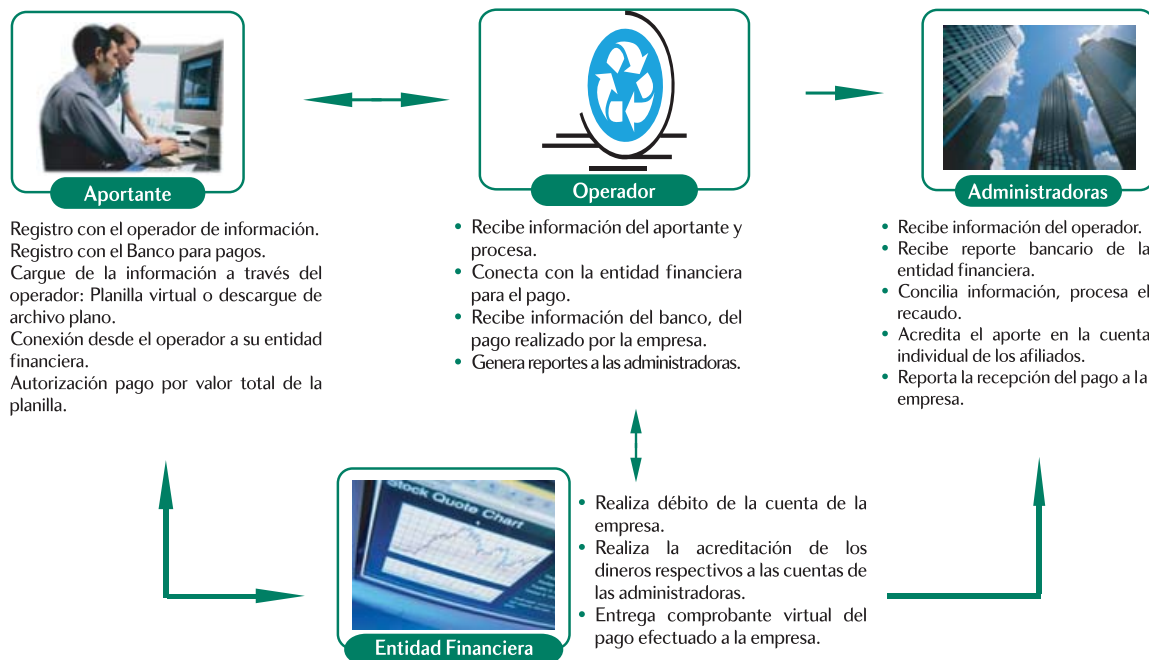 Aportante
Registro con el operador de información.
Registro con el Banco para pagos.
Cargue de la información a través del
operador: Planilla virtual o descargue de
archivo plano.
Conexión desde el operador a su entidad
financiera.
Autorización pago por valor total de la
planilla.
Operador
• Recibe información del aportante y
procesa.
• Conecta con la entidad financiera
para el pago.
• Recibe información del banco, del
pago realizado por la empresa.
• Genera reportes a las administradoras.
Administradoras
• Recibe información del operador.
• Recibe reporte bancario de la
entidad financiera.
• Concilia información, procesa el
recaudo.
• Acredita el aporte en la cuenta
individual de los afiliados.
• Reporta la recepción del pago a la
empresa.
Stock Quote Chart
Entidad Financiera
• Realiza débito de la cuenta de la
empresa.
• Realiza la acreditación de los
dineros respectivos a las cuentas de
las administradoras.
• Entrega comprobante virtual del
pago efectuado a la empresa.